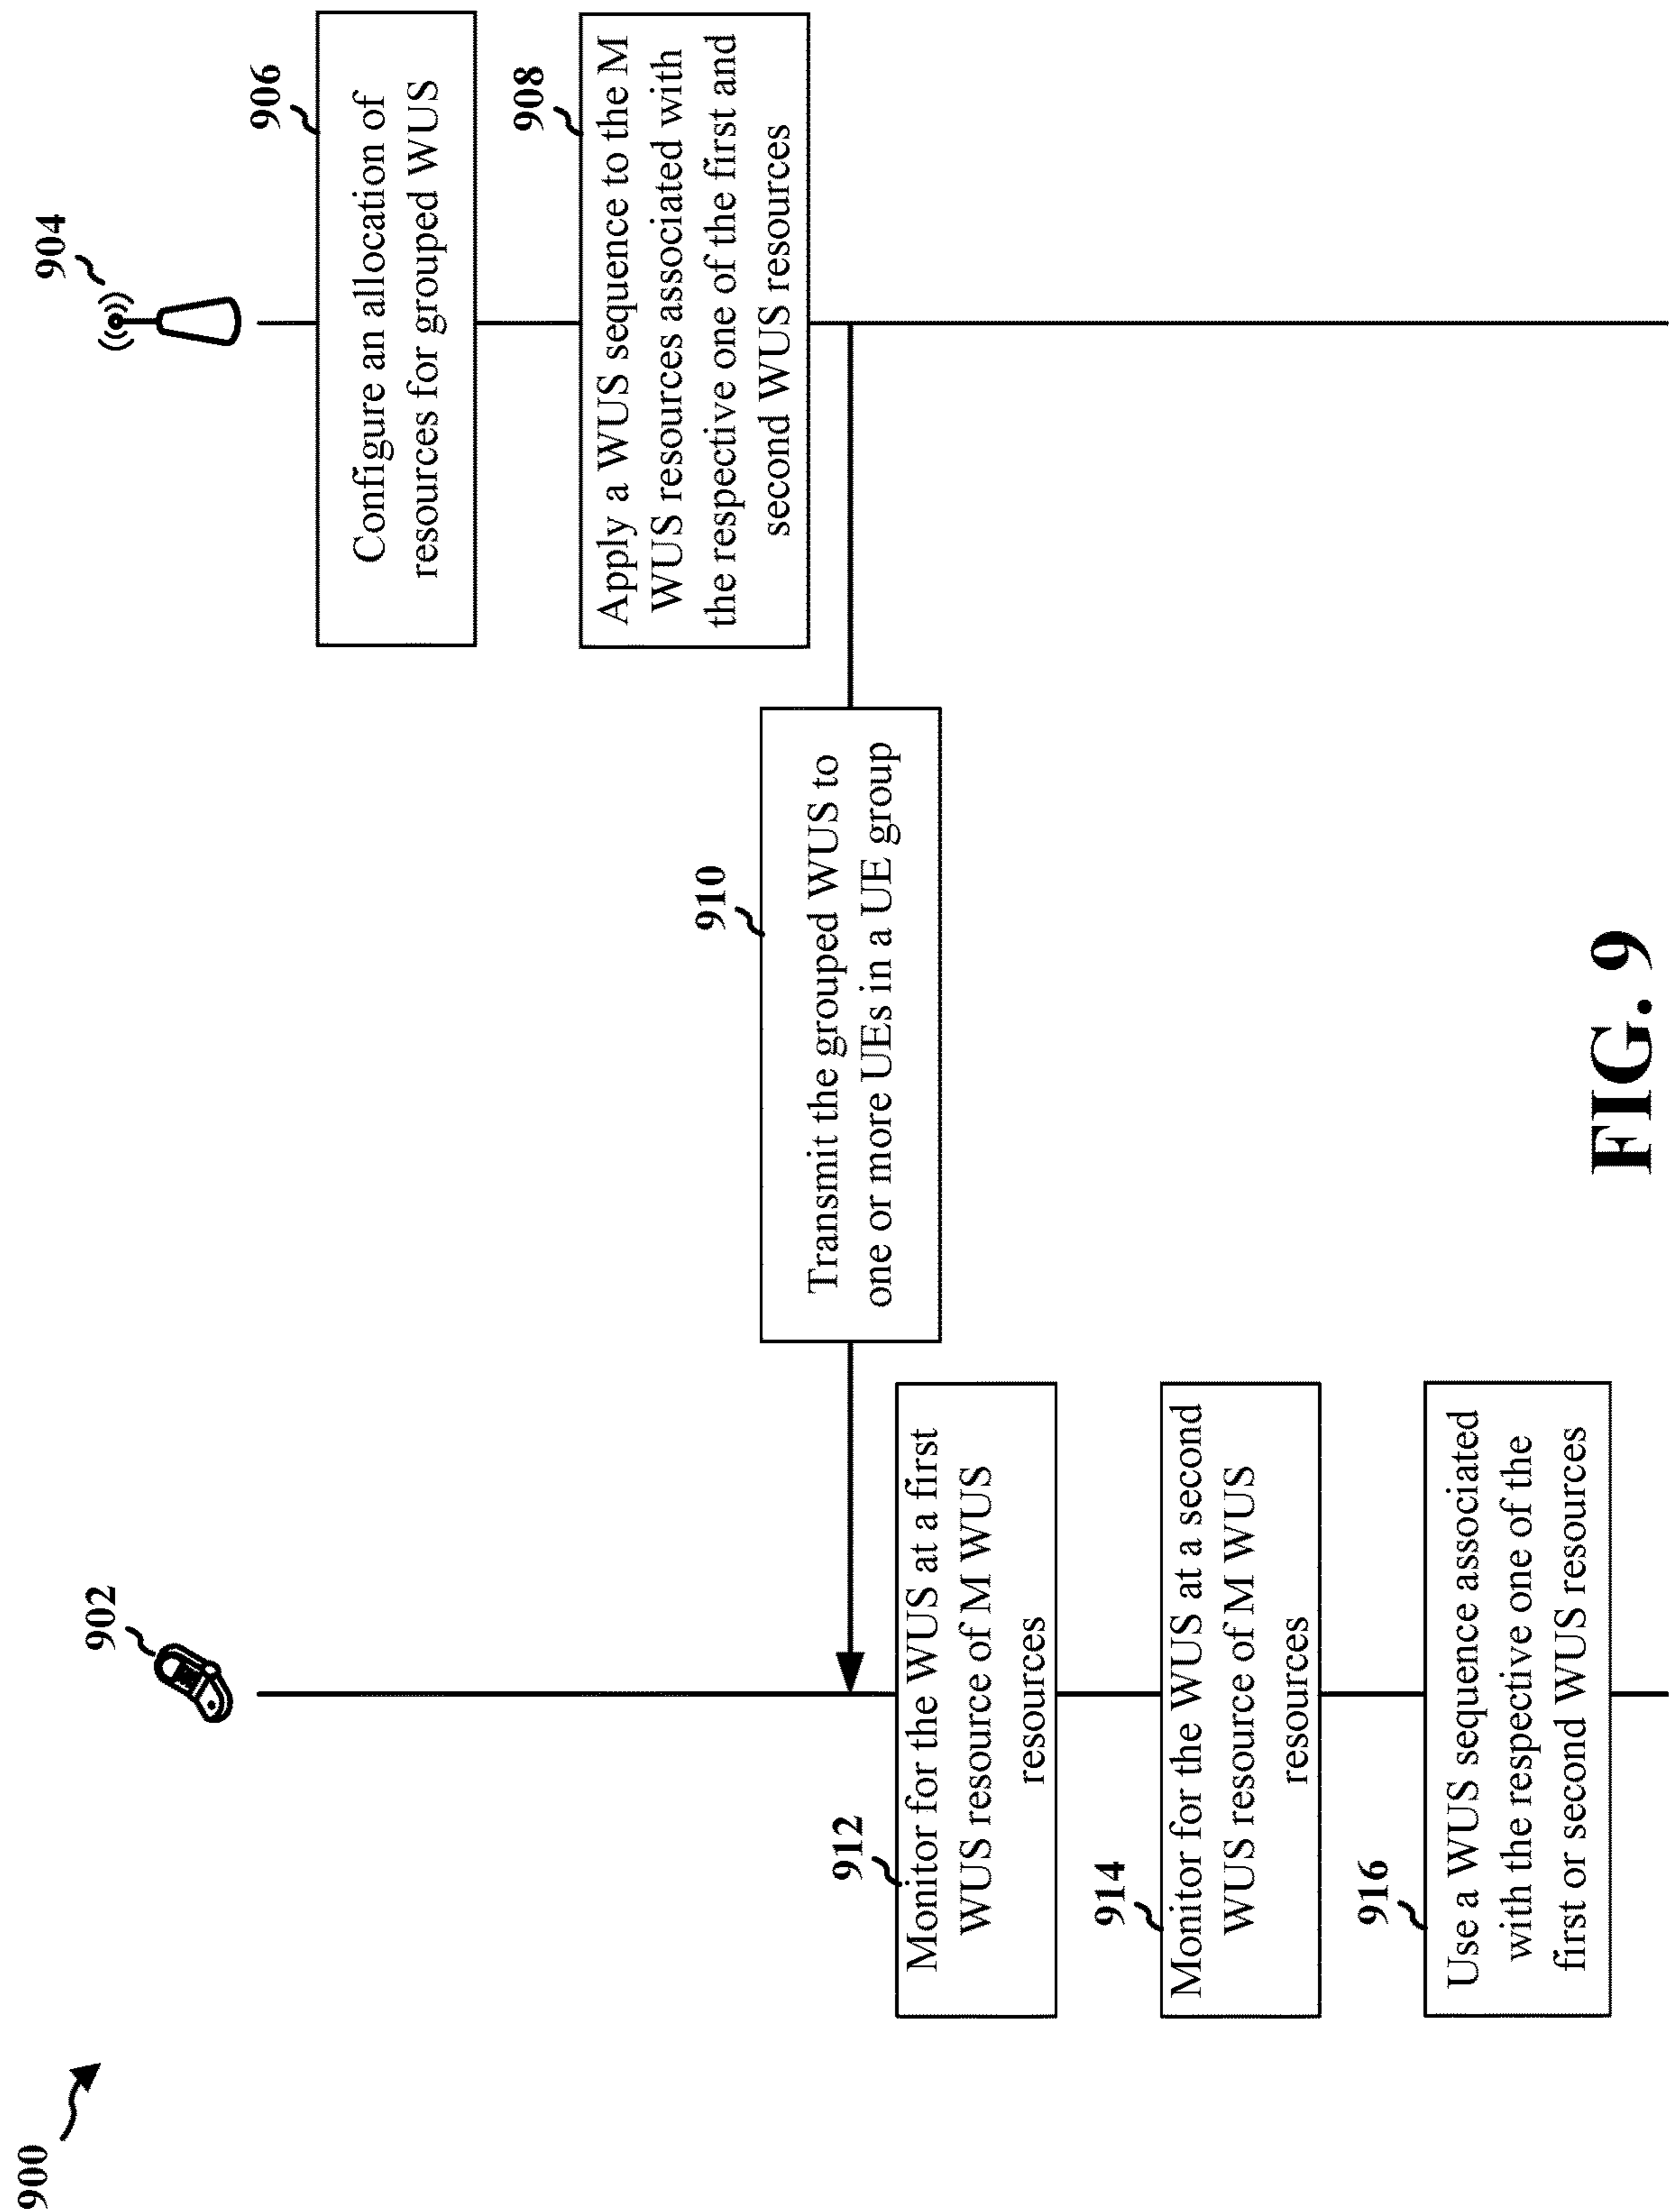 900
902
904
906
Configure an allocation of
resources for grouped WUS
908
Apply a WUS sequence to the M
WUS resources associated with
the respective one of the first and
second WUS resources
910
Transmit the grouped WUS to
one or more UEs in a UE group
912
Monitor for the WUS at a first
WUS resource of M WUS
resources
914
Monitor for the WUS at a second
WUS resource of M WUS
resources
916
Use a WUS sequence associated
with the respective one of the
first or second WUS resources
FIG. 9